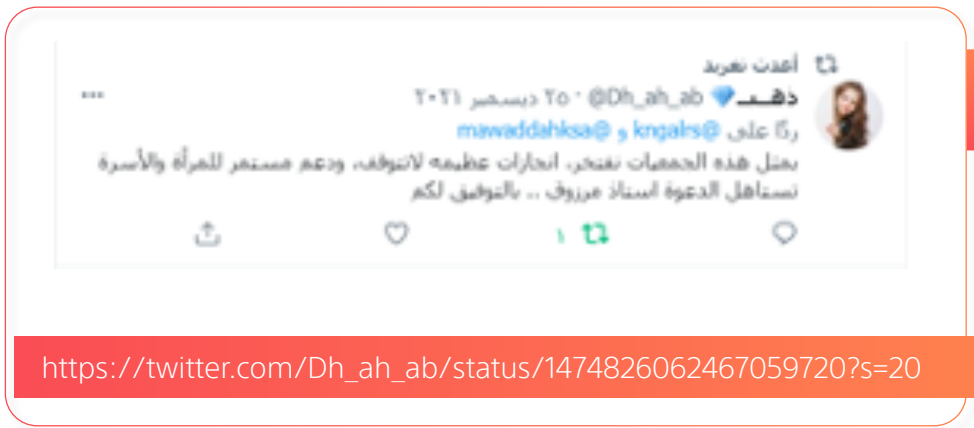 أعدت تغريد
ذهــب @Dh_ah_ab · ٢٥ ديسمبر ٢٠٢١
ردًا على @kngalrs و @mawaddahksa
بمثل هذه الجمعيات نفتخر، انجازات عظيمه لاتتوقف، ودعم مستمر للمرأة والأسرة
تستاهل الدعوة استاذ مرزوق .. بالتوفيق لكم
١
https://twitter.com/Dh_ah_ab/status/1474826062467059720?s=20